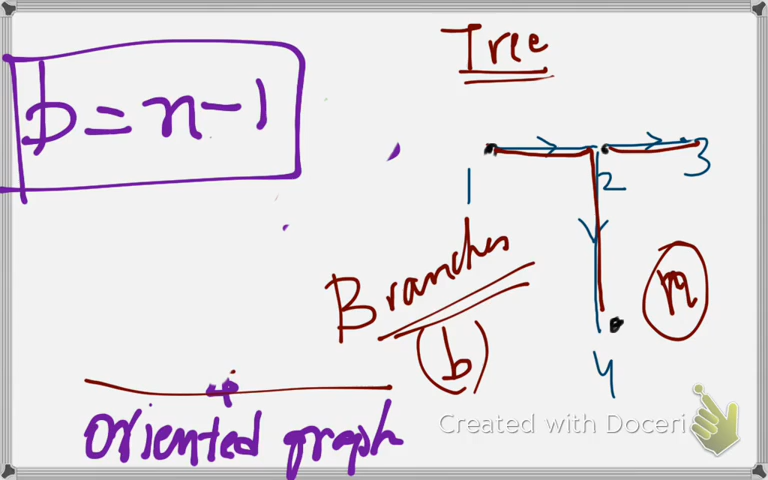 Tree
b = n - 1
1
2
3
Branches
(b)
n
4
Oriented graph
Created with Doceri